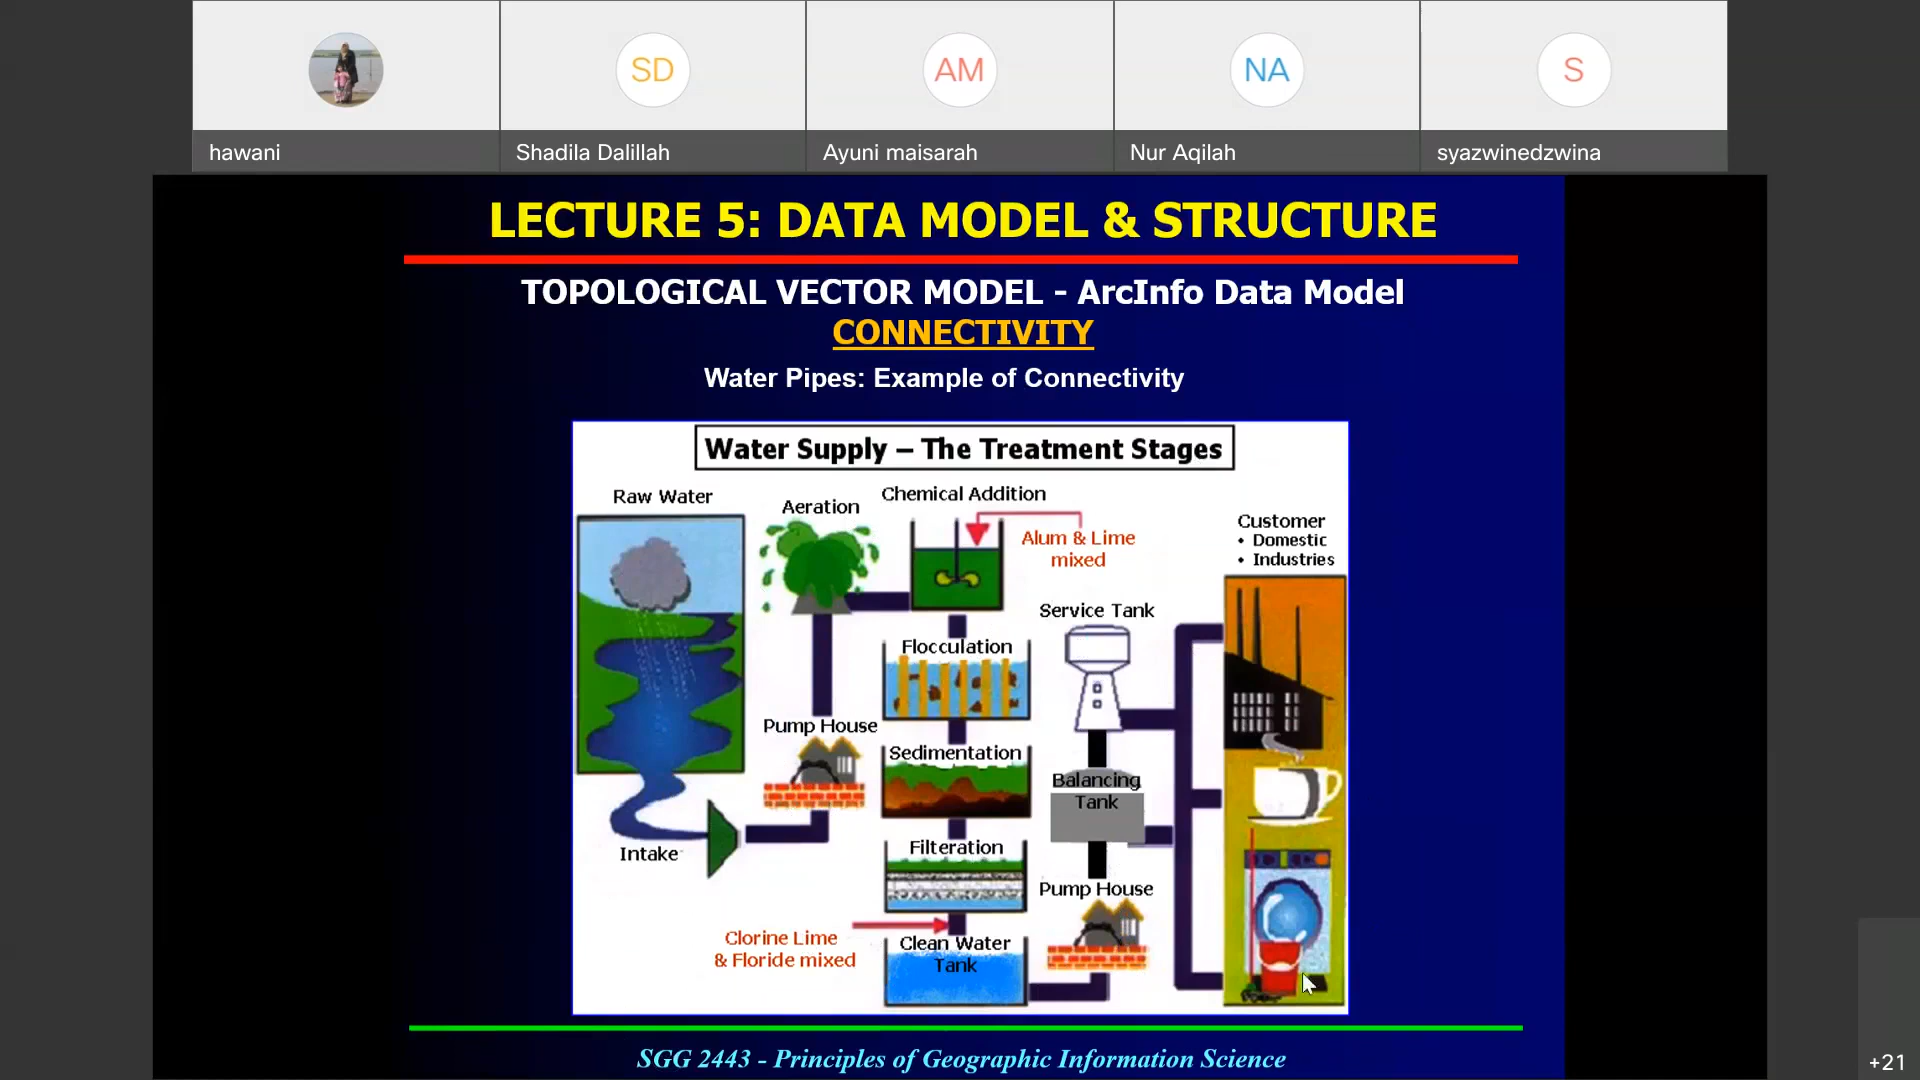 SD
AM
NA
S
hawani
Shadila Dalillah
Ayuni maisarah
Nur Aqilah
syazwinedzwina
LECTURE 5: DATA MODEL & STRUCTURE
TOPOLOGICAL VECTOR MODEL - ArcInfo Data Model
CONNECTIVITY
Water Pipes: Example of Connectivity
Water Supply – The Treatment Stages
Raw Water
Aeration
Chemical Addition
Alum & Lime
mixed
Customer
• Domestic
• Industries
Service Tank
Flocculation
Pump House
Sedimentation
Balancing
Tank
Intake
Filteration
Pump House
Clorine Lime
& Floride mixed
Clean Water
Tank
SGG 2443 - Principles of Geographic Information Science
+21